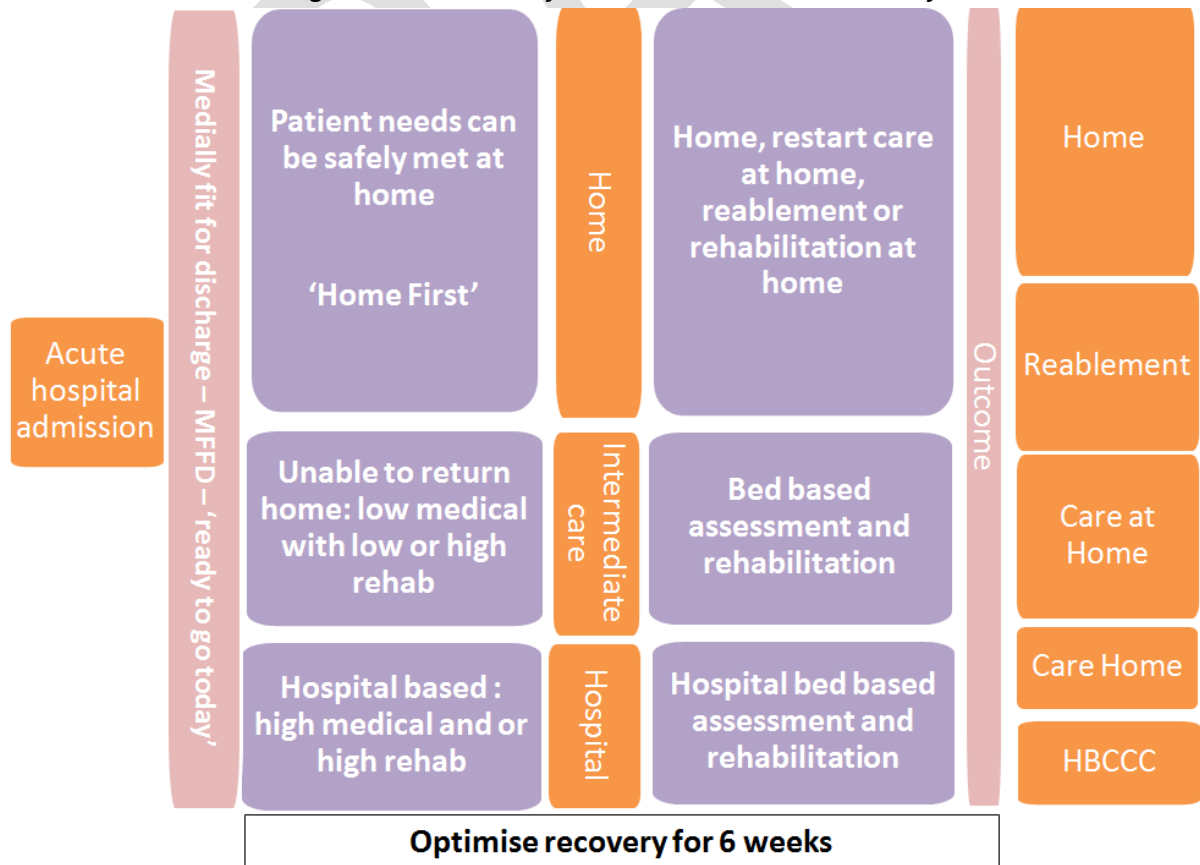 Acute
hospital
admission
Medially fit for discharge – MFFD – ‘ready to go today’
Patient needs can
be safely met at
home
‘Home First’
Home
Home, restart care
at home,
reablement or
rehabilitation at
home
Unable to return
home: low medical
with low or high
rehab
Intermediate
care
Bed based
assessment and
rehabilitation
Hospital based :
high medical and or
high rehab
Hospital
Hospital bed based
assessment and
rehabilitation
Outcome
Home
Reablement
Care at
Home
Care Home
HBCCC
Optimise recovery for 6 weeks